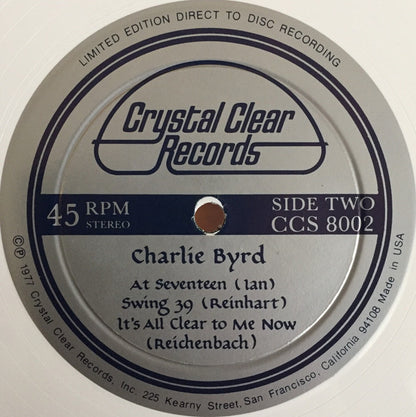 LIMITED EDITION DIRECT TO DISC RECORDING
Crystal Clear
Records
45 RPM
STEREO
SIDE TWO
CCS 8002
Charlie Byrd
At Seventeen (Ian)
Swing 39 (Reinhart)
It's All Clear to Me Now
(Reichenbach)
©℗ 1977 Crystal Clear Records, Inc. 225 Kearny Street, San Francisco, California 94108 Made in USA